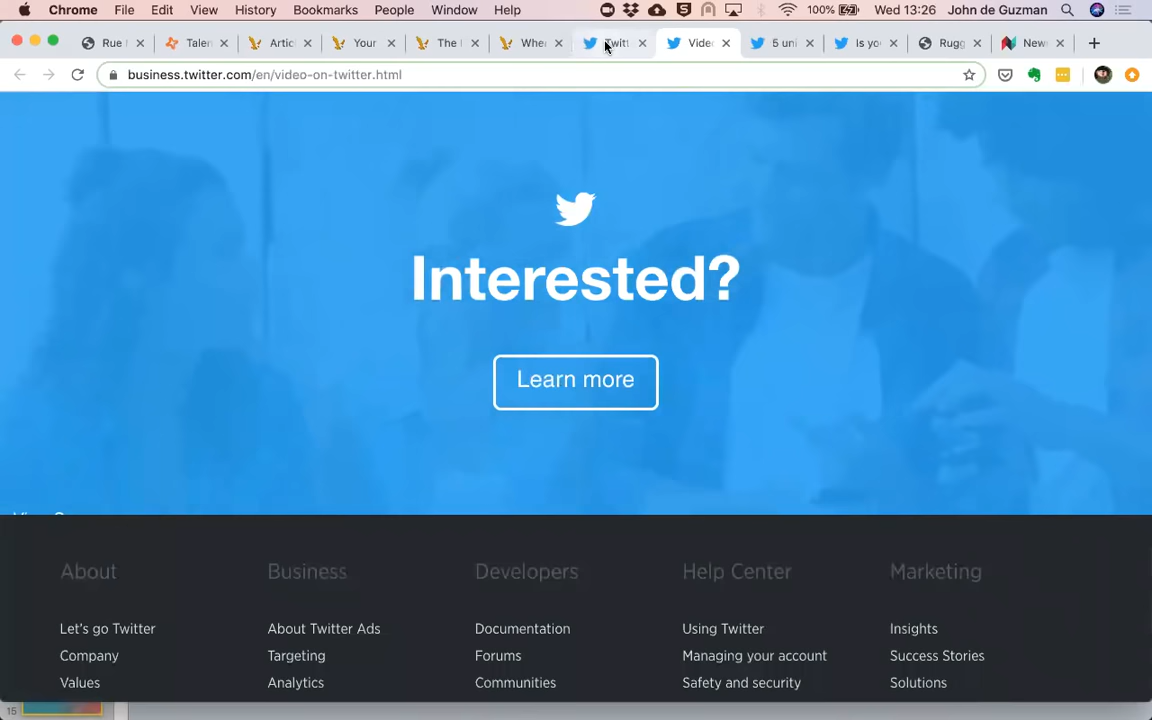 Chrome File Edit View History Bookmarks People Window Help 100% Wed 13:26 John de Guzman
Rue Talen Artic Your The Whe Twitt Video 5 uni Is yo Rugg New
business.twitter.com/en/video-on-twitter.html
Interested?
Learn more
About Business Developers Help Center Marketing
Let's go Twitter About Twitter Ads Documentation Using Twitter Insights
Company Targeting Forums Managing your account Success Stories
Values Analytics Communities Safety and security Solutions
15